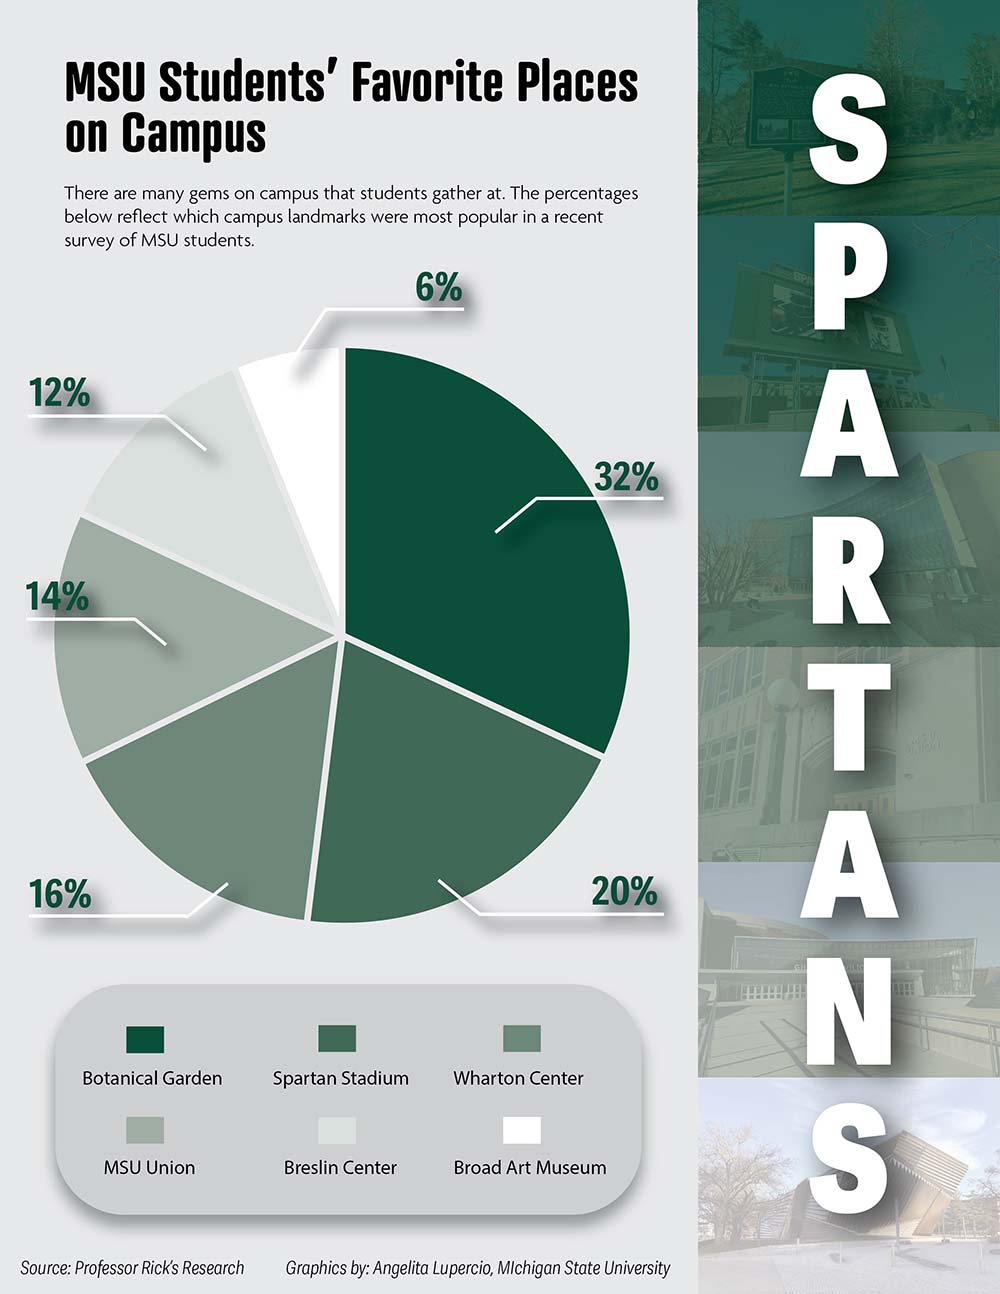 MSU Students’ Favorite Places
on Campus
There are many gems on campus that students gather at. The percentages
below reflect which campus landmarks were most popular in a recent
survey of MSU students.
6%
12%
32%
14%
16%
20%
Botanical Garden
Spartan Stadium
Wharton Center
MSU Union
Breslin Center
Broad Art Museum
Source: Professor Rick's Research
Graphics by: Angelita Lupercio, MIchigan State University
S
P
A
R
T
A
N
S
UNION